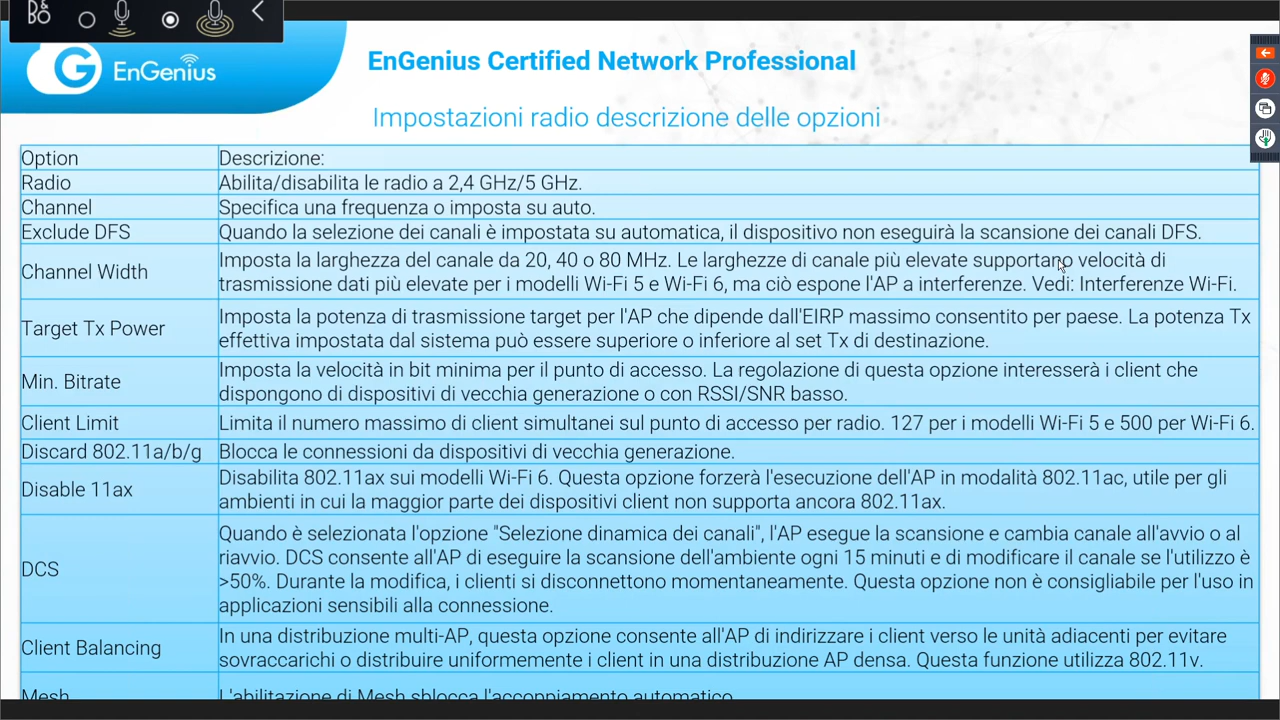 EnGenius
EnGenius Certified Network Professional
Impostazioni radio descrizione delle opzioni
Option
Descrizione:
Radio
Abilita/disabilita le radio a 2,4 GHz/5 GHz.
Channel
Specifica una frequenza o imposta su auto.
Exclude DFS
Quando la selezione dei canali è impostata su automatica, il dispositivo non eseguirà la scansione dei canali DFS.
Channel Width
Imposta la larghezza del canale da 20, 40 o 80 MHz. Le larghezze di canale più elevate supportano velocità di
trasmissione dati più elevate per i modelli Wi-Fi 5 e Wi-Fi 6, ma ciò espone l'AP a interferenze. Vedi: Interferenze Wi-Fi.
Target Tx Power
Imposta la potenza di trasmissione target per l'AP che dipende dall'EIRP massimo consentito per paese. La potenza Tx
effettiva impostata dal sistema può essere superiore o inferiore al set Tx di destinazione.
Min. Bitrate
Imposta la velocità in bit minima per il punto di accesso. La regolazione di questa opzione interesserà i client che
dispongono di dispositivi di vecchia generazione o con RSSI/SNR basso.
Client Limit
Limita il numero massimo di client simultanei sul punto di accesso per radio. 127 per i modelli Wi-Fi 5 e 500 per Wi-Fi 6.
Discard 802.11a/b/g
Blocca le connessioni da dispositivi di vecchia generazione.
Disable 11ax
Disabilita 802.11ax sui modelli Wi-Fi 6. Questa opzione forzerà l'esecuzione dell'AP in modalità 802.11ac, utile per gli
ambienti in cui la maggior parte dei dispositivi client non supporta ancora 802.11ax.
DCS
Quando è selezionata l'opzione "Selezione dinamica dei canali", l'AP esegue la scansione e cambia canale all'avvio o al
riavvio. DCS consente all'AP di eseguire la scansione dell'ambiente ogni 15 minuti e di modificare il canale se l'utilizzo è
>50%. Durante la modifica, i clienti si disconnettono momentaneamente. Questa opzione non è consigliabile per l'uso in
applicazioni sensibili alla connessione.
Client Balancing
In una distribuzione multi-AP, questa opzione consente all'AP di indirizzare i client verso le unità adiacenti per evitare
sovraccarichi o distribuire uniformemente i client in una distribuzione AP densa. Questa funzione utilizza 802.11v.
Mesh
L'abilitazione di Mesh sblocca l'accoppiamento automatico.